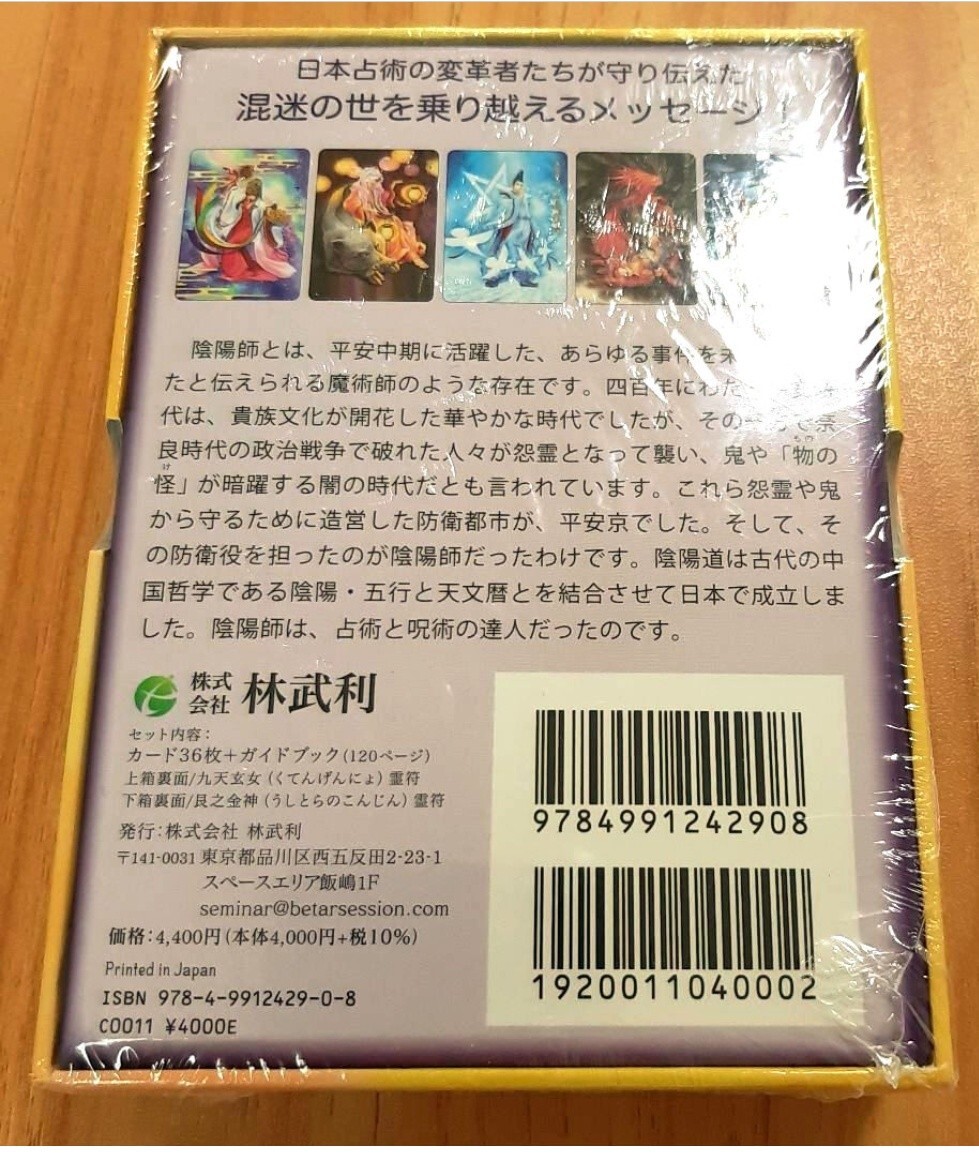 日本占術の変革者たちが守り伝えた
混迷の世を乗り越えるメッセージ!
陰陽師とは、平安中期に活躍した、あらゆる事件を未
たと伝えられる魔術師のような存在です。四百年にわた
代は、貴族文化が開花した華やかな時代でしたが、その一方で奈
良時代の政治戦争で破れた人々が怨霊となって襲い、鬼や「物の
もの
怪」が暗躍する闇の時代だとも言われています。これら怨霊や鬼
け
から守るために造営した防衛都市が、平安京でした。そして、そ
の防衛役を担ったのが陰陽師だったわけです。陰陽道は古代の中
国哲学である陰陽・五行と天文暦とを結合させて日本で成立しま
した。陰陽師は、占術と呪術の達人だったのです。
株式会社 林武利
セット内容:
カード36枚+ガイドブック(120ページ)
上箱裏面/九天玄女(くてんげんにょ)霊符
下箱裏面/艮之金神(うしとらのこんじん)霊符
発行:株式会社 林武利
〒141-0031 東京都品川区西五反田2-23-1
スペースエリア飯嶋1F
seminar@betarsession.com
価格:4,400円(本体4,000円+税10%)
Printed in Japan
ISBN 978-4-9912429-0-8
C0011 ¥4000E
9784991242908
1920011040002